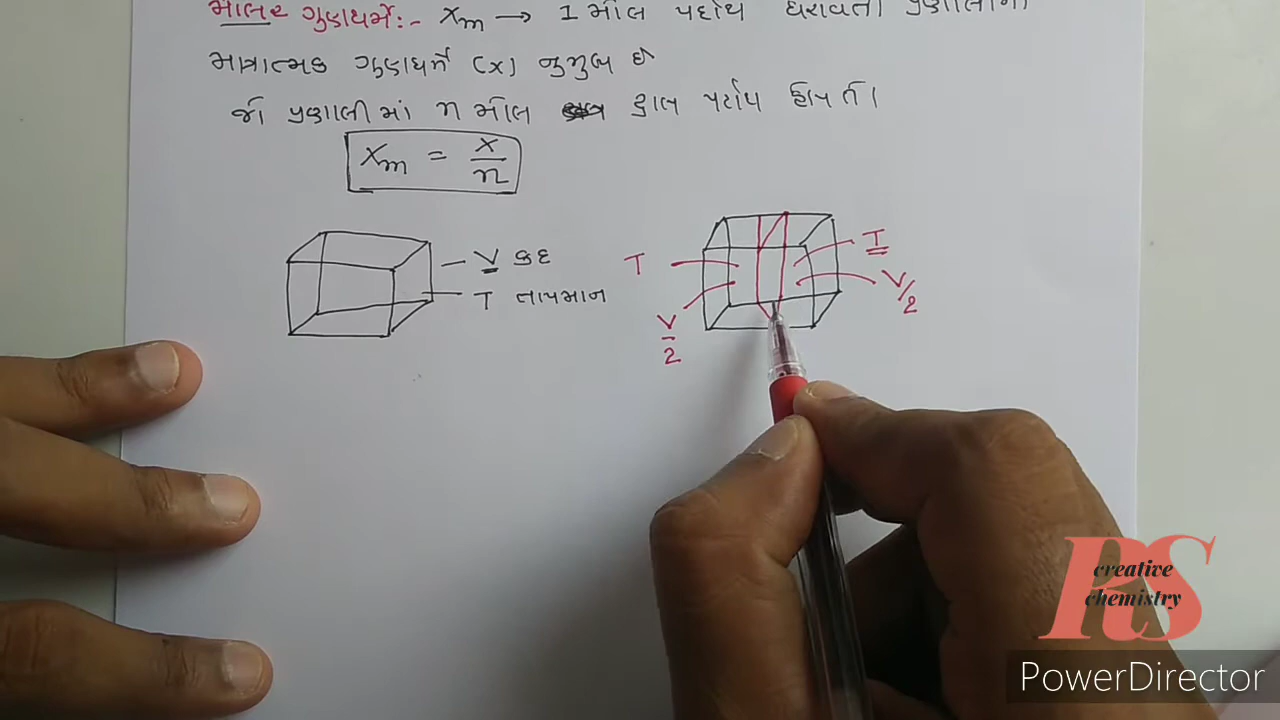 મોલર ગુણધર્મ:- Xm → 1 મોલ પદાર્થ ધરાવતી પ્રણાલીના
માત્રાત્મક ગુણધર્મ (X) નુમુલ્ય છે
જો પ્રણાલીમાં n મોલ કુલ પદાર્થ હોય તો
Xm = X/n
V કદ
T તાપમાન
T
T
V/2
V/2
RS
creative
chemistry
PowerDirector